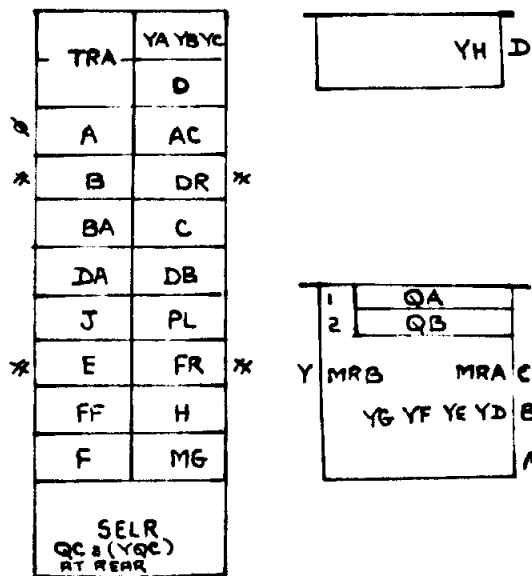 TRA YA YB YC
D
ø A AC
* B DR *
BA C
DA DB
J PL
* E FR *
FF H
F MG
SELR
QC & (YQC)
AT REAR
YH D
1 QA
2 QB
Y MRB MRA C
YG YF YE YD B